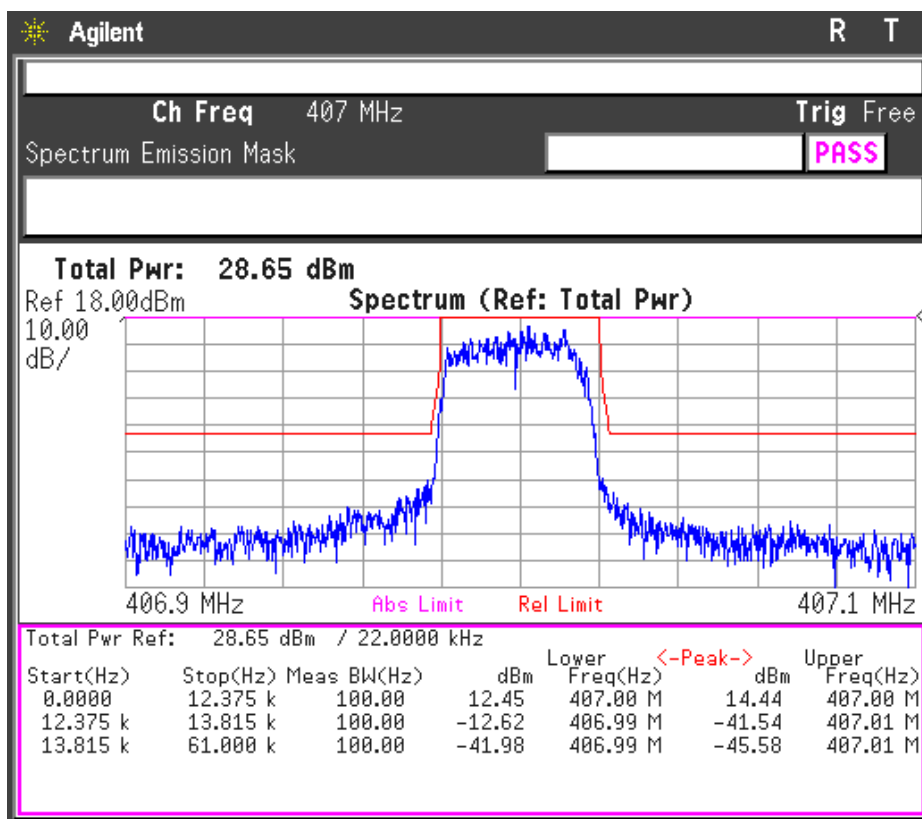 Agilent R T
Ch Freq 407 MHz Trig Free
Spectrum Emission Mask PASS
Total Pwr: 28.65 dBm
Ref 18.00dBm Spectrum (Ref: Total Pwr)
10.00
dB/
406.9 MHz Abs Limit Rel Limit 407.1 MHz
Total Pwr Ref: 28.65 dBm / 22.0000 kHz
Lower <-Peak-> Upper
Start(Hz) Stop(Hz) Meas BW(Hz) dBm Freq(Hz) dBm Freq(Hz)
0.0000 12.375 k 100.00 12.45 407.00 M 14.44 407.00 M
12.375 k 13.815 k 100.00 -12.62 406.99 M -41.54 407.01 M
13.815 k 61.000 k 100.00 -41.98 406.99 M -45.58 407.01 M